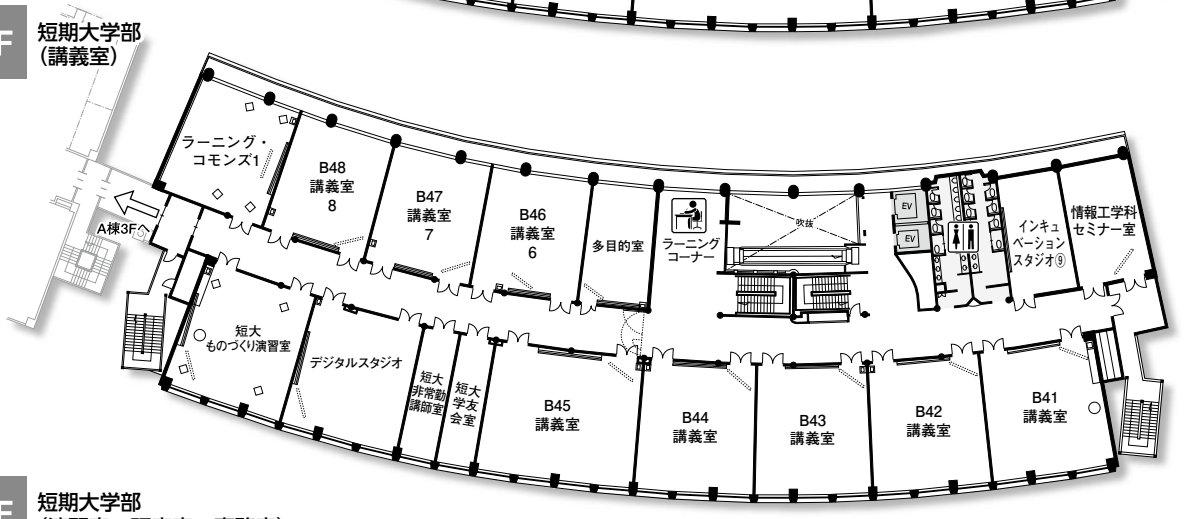 F
短期大学部
（講義室）
ラーニング・
コモンズ1
B48
講義室
8
B47
講義室
7
B46
講義室
6
多目的室
ラーニング
コーナー
吹抜
EV
EV
インキュ
ベーション
スタジオ⑨
情報工学科
セミナー室
A棟3Fへ
短大
ものづくり演習室
デジタルスタジオ
短大
非常勤
講師室
短大
学友
会室
B45
講義室
B44
講義室
B43
講義室
B42
講義室
B41
講義室
F
短期大学部